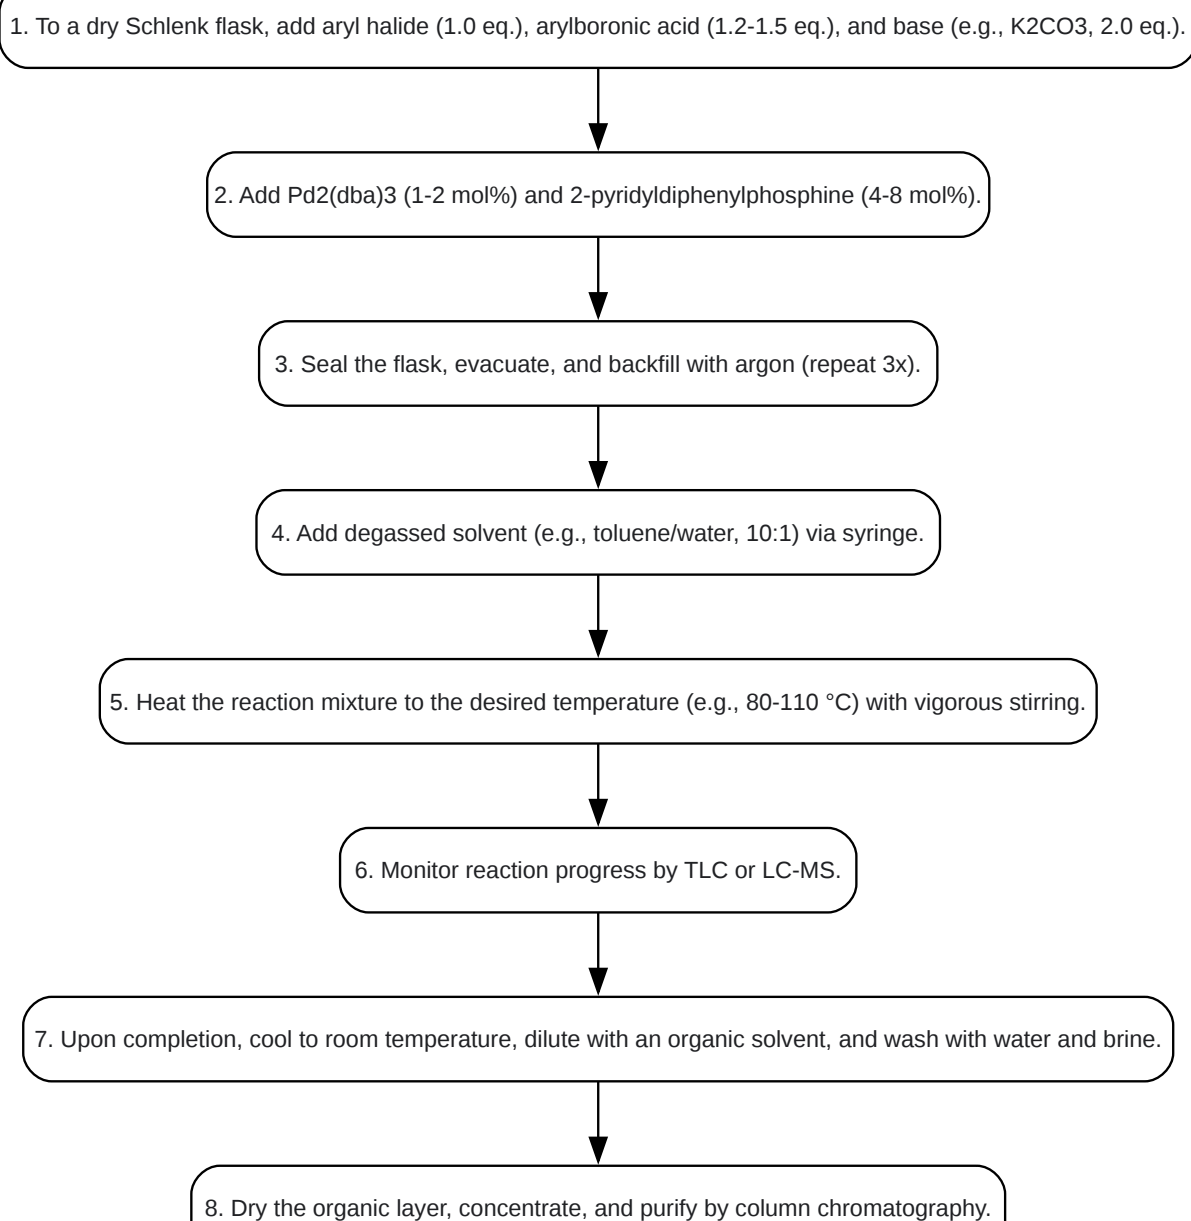 1. To a dry Schlenk flask, add aryl halide (1.0 eq.), arylboronic acid (1.2-1.5 eq.), and base (e.g., K2CO3, 2.0 eq.).
2. Add Pd2(dba)3 (1-2 mol%) and 2-pyridyldiphenylphosphine (4-8 mol%).
3. Seal the flask, evacuate, and backfill with argon (repeat 3x).
4. Add degassed solvent (e.g., toluene/water, 10:1) via syringe.
5. Heat the reaction mixture to the desired temperature (e.g., 80-110 °C) with vigorous stirring.
6. Monitor reaction progress by TLC or LC-MS.
7. Upon completion, cool to room temperature, dilute with an organic solvent, and wash with water and brine.
8. Dry the organic layer, concentrate, and purify by column chromatography.